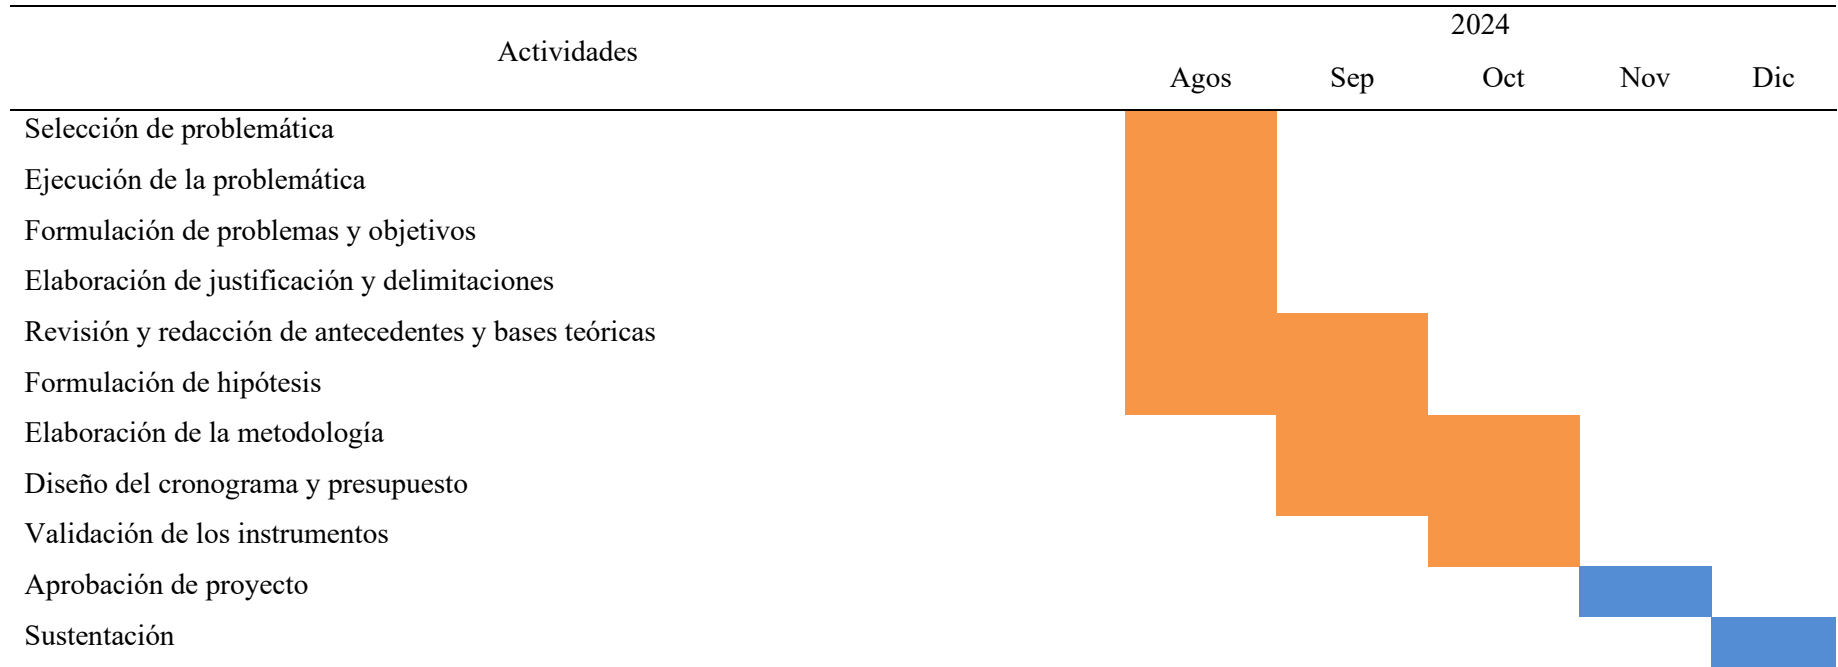 2024
Actividades
Agos Sep Oct Nov Dic
Selección de problemática
Ejecución de la problemática
Formulación de problemas y objetivos
Elaboración de justificación y delimitaciones
Revisión y redacción de antecedentes y bases teóricas
Formulación de hipótesis
Elaboración de la metodología
Diseño del cronograma y presupuesto
Validación de los instrumentos
Aprobación de proyecto
Sustentación